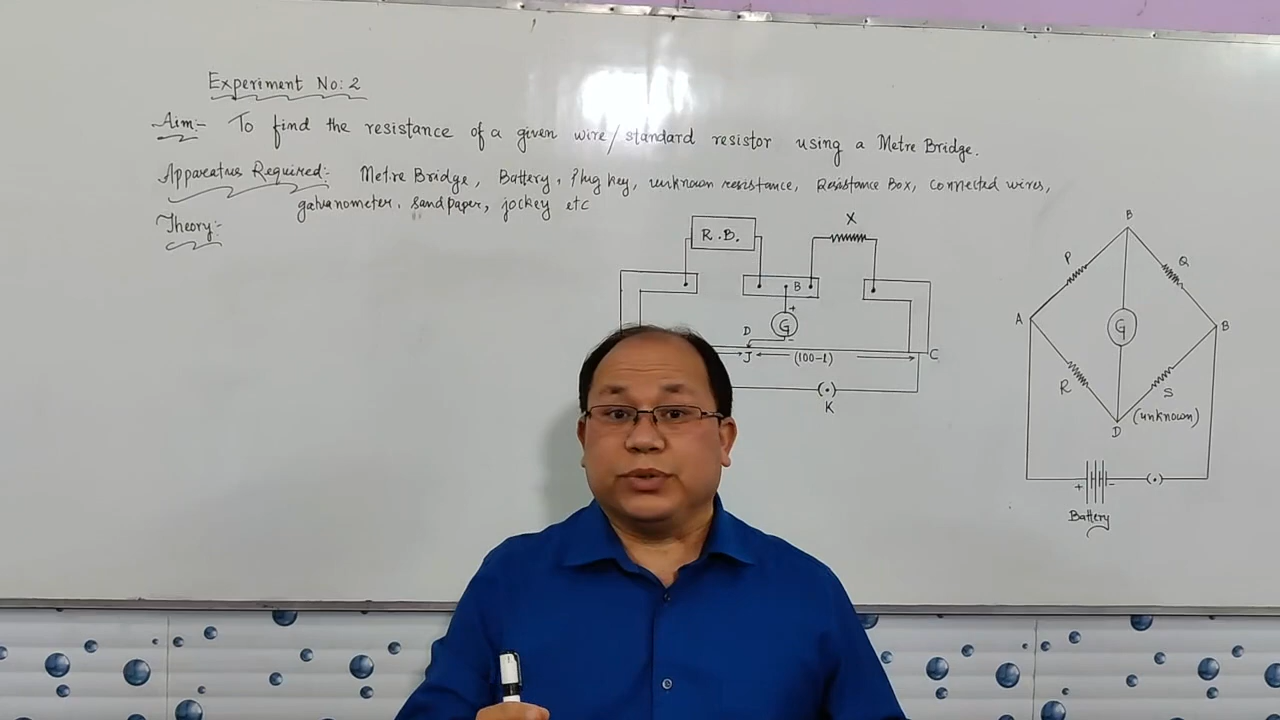 Experiment No: 2
Aim:- To find the resistance of a given wire/standard resistor using a Metre Bridge.
Apparatus Required:- Metre Bridge, Battery, Plug key, unknown resistance, Resistance Box, connected wires,
galvanometer, sandpaper, jockey etc
Theory:-
R.B.
X
B
+
G
-
D
J
(100-l)
C
K
B
P
Q
A
G
B
R
S
(unknown)
D
+
-
Battery